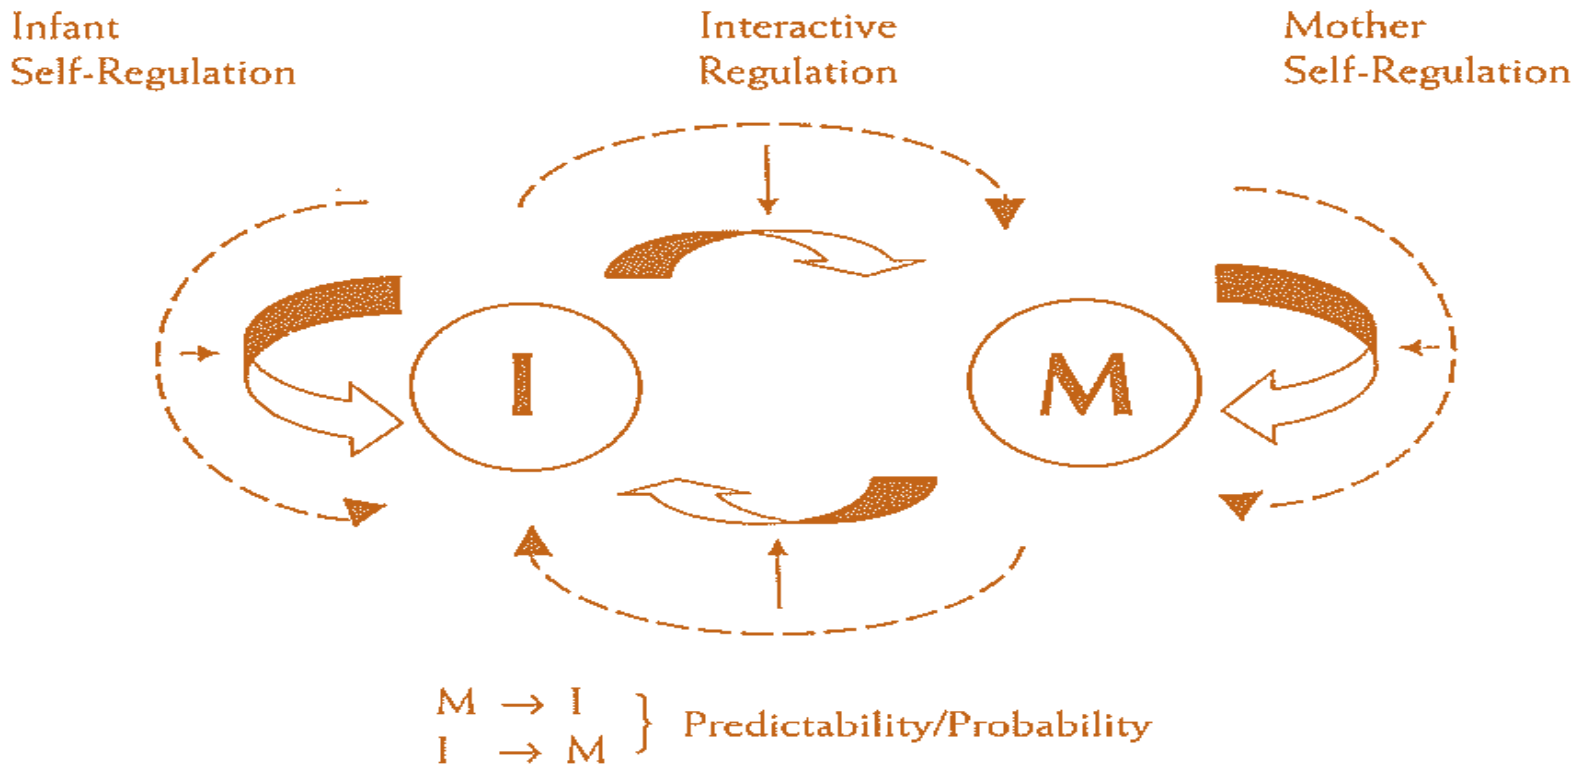 Infant
Self-Regulation
Interactive
Regulation
Mother
Self-Regulation
I
M
M → I
I → M
} Predictability/Probability